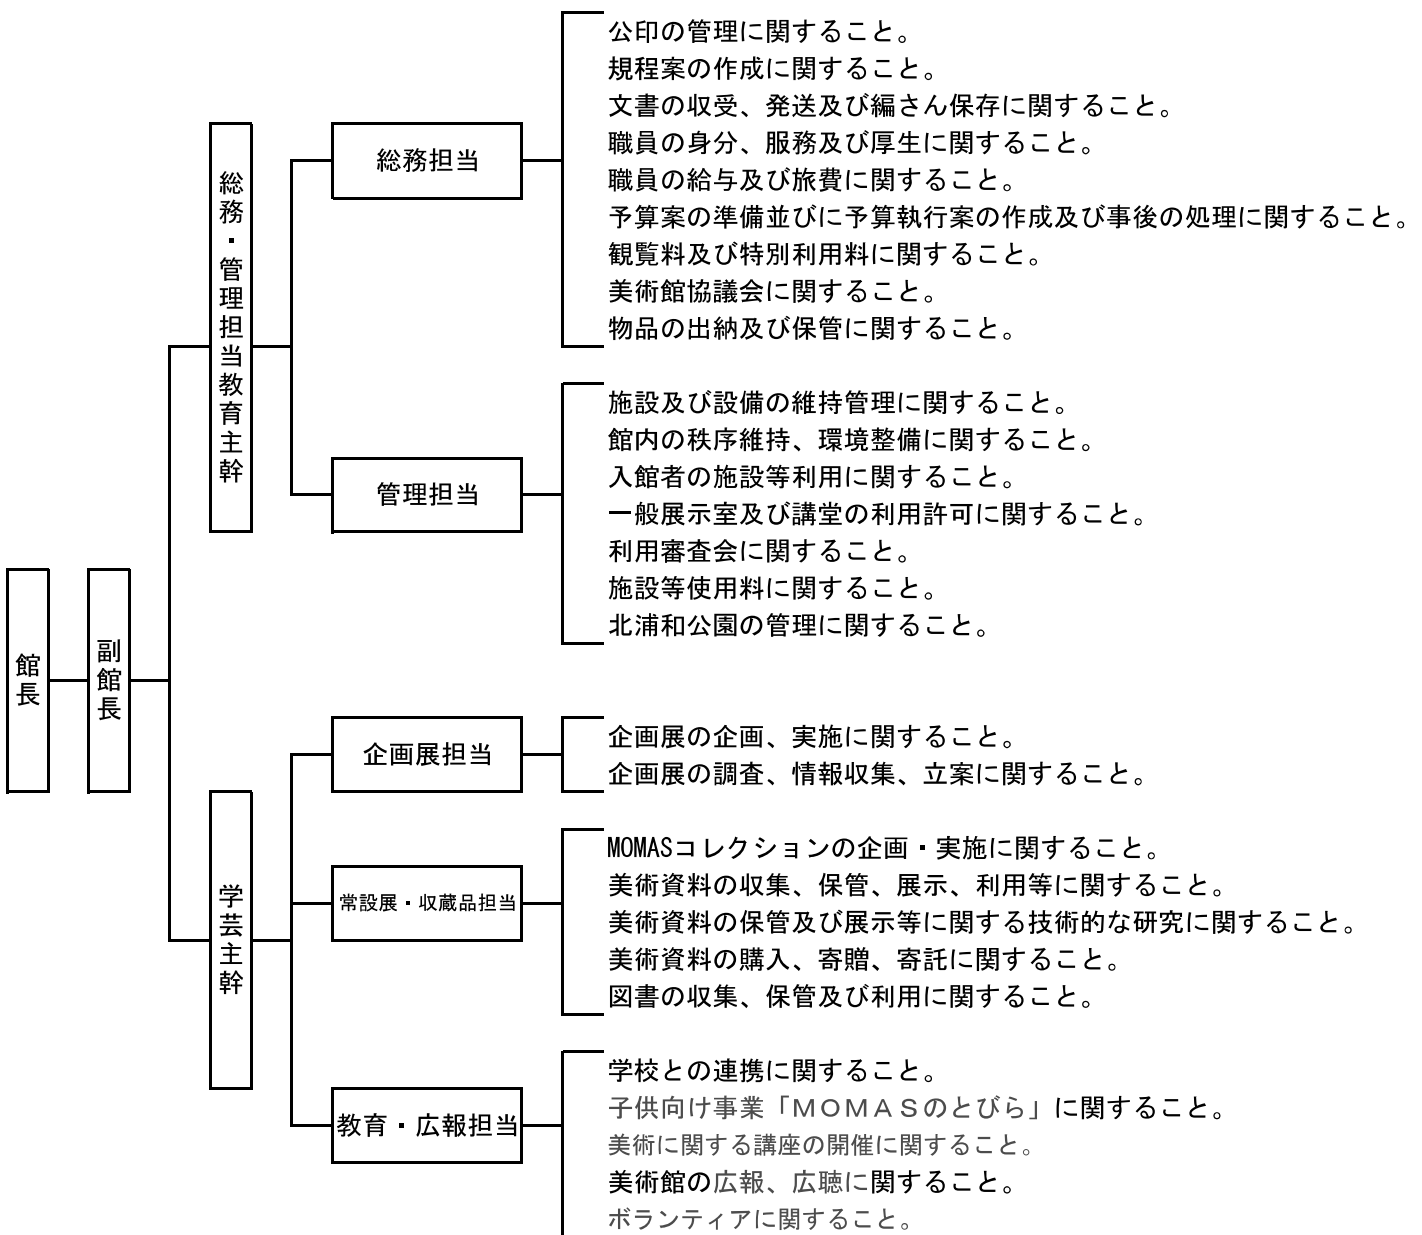 館長
副館長
総務・管理担当教育主幹
総務担当
公印の管理に関すること。
規程案の作成に関すること。
文書の収受、発送及び編さん保存に関すること。
職員の身分、服務及び厚生に関すること。
職員の給与及び旅費に関すること。
予算案の準備並びに予算執行案の作成及び事後の処理に関すること。
観覧料及び特別利用料に関すること。
美術館協議会に関すること。
物品の出納及び保管に関すること。
管理担当
施設及び設備の維持管理に関すること。
館内の秩序維持、環境整備に関すること。
入館者の施設等利用に関すること。
一般展示室及び講堂の利用許可に関すること。
利用審査会に関すること。
施設等使用料に関すること。
北浦和公園の管理に関すること。
学芸主幹
企画展担当
企画展の企画、実施に関すること。
企画展の調査、情報収集、立案に関すること。
常設展・収蔵品担当
MOMASコレクションの企画・実施に関すること。
美術資料の収集、保管、展示、利用等に関すること。
美術資料の保管及び展示等に関する技術的な研究に関すること。
美術資料の購入、寄贈、寄託に関すること。
図書の収集、保管及び利用に関すること。
教育・広報担当
学校との連携に関すること。
子供向け事業「ＭＯＭＡＳのとびら」に関すること。
美術に関する講座の開催に関すること。
美術館の広報、広聴に関すること。
ボランティアに関すること。